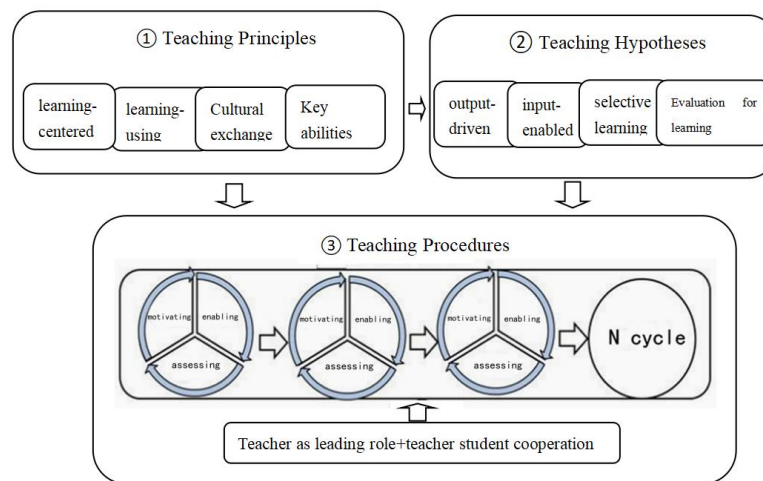 ① Teaching Principles
learning-
centered
learning-
using
Cultural
exchange
Key
abilities
② Teaching Hypotheses
output-
driven
input-
enabled
selective
learning
Evaluation for
learning
③ Teaching Procedures
motivating
enabling
assessing
motivating
enabling
assessing
motivating
enabling
assessing
N cycle
Teacher as leading role+teacher student cooperation